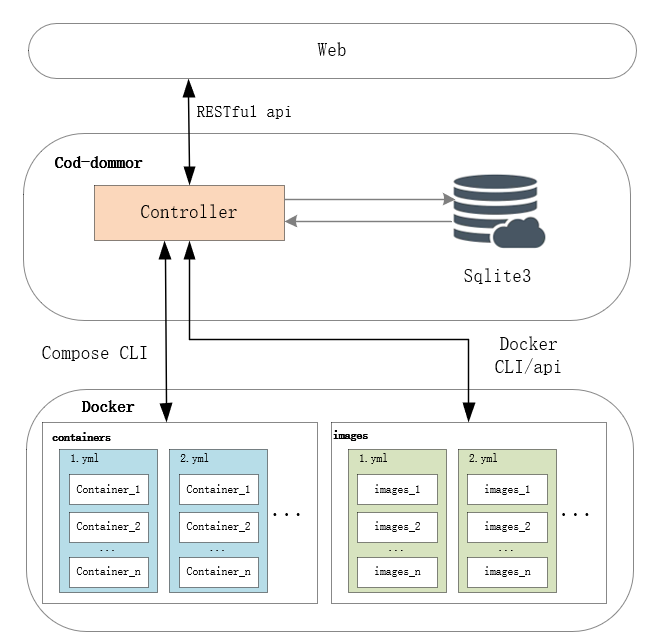 Web
RESTful api
Cod-dommor
Controller
Sqlite3
Compose CLI
Docker
CLI/api
Docker
containers
1.yml
Container_1
Container_2
...
Container_n
2.yml
Container_1
Container_2
...
Container_n
...
images
1.yml
images_1
images_2
...
images_n
2.yml
images_1
images_2
...
images_n
...